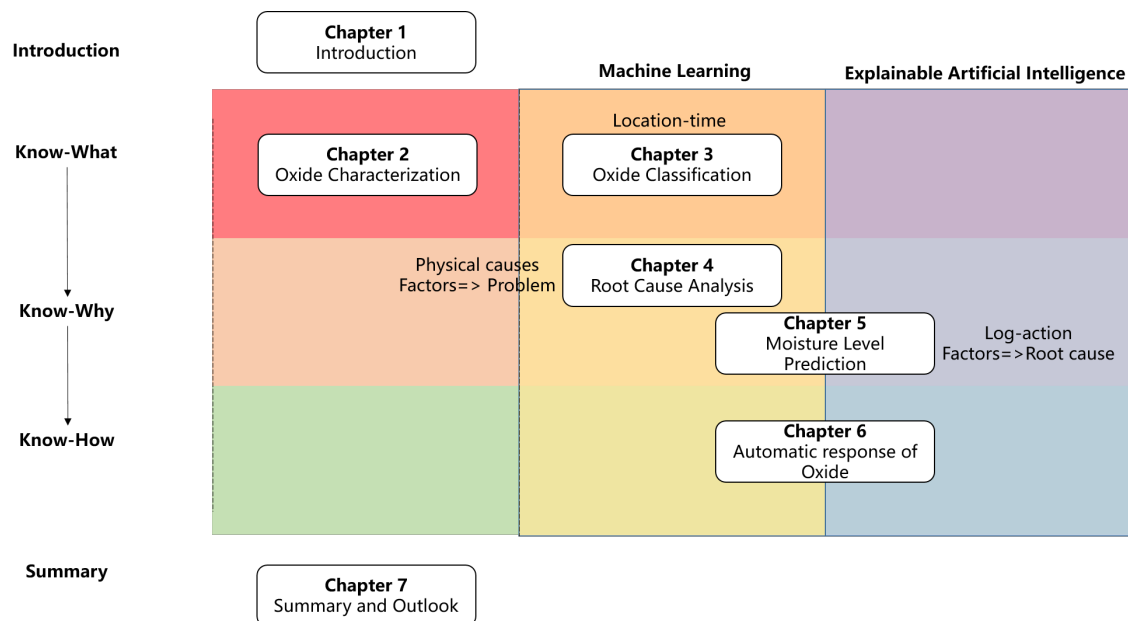 Chapter 1
Introduction
Introduction
Machine Learning
Explainable Artificial Intelligence
Location-time
Know-What
Chapter 2
Oxide Characterization
Chapter 3
Oxide Classification
Physical causes
Factors=> Problem
Chapter 4
Root Cause Analysis
Know-Why
Chapter 5
Moisture Level
Prediction
Log-action
Factors=>Root cause
Know-How
Chapter 6
Automatic response of
Oxide
Summary
Chapter 7
Summary and Outlook